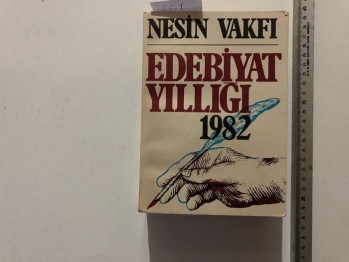 NESİN VAKFI
EDEBİYAT
YILLIĞI
1982